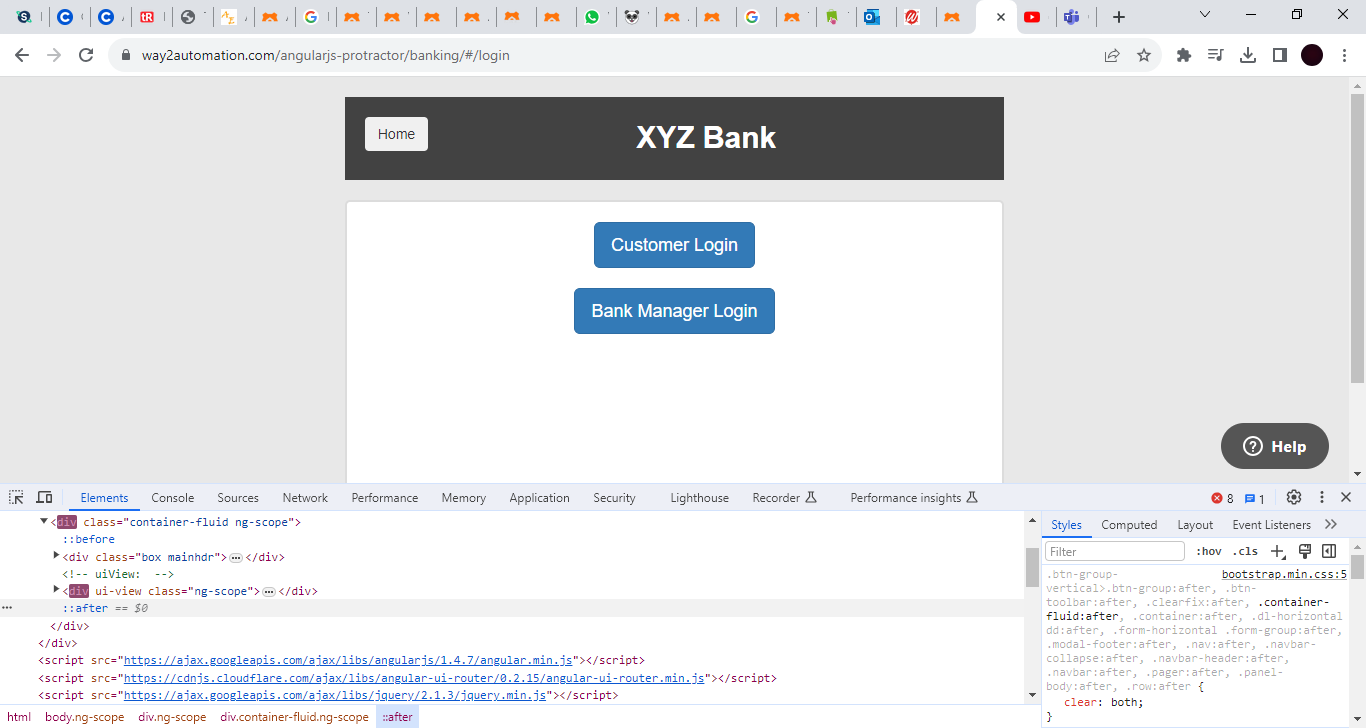 way2automation.com/angularjs-protractor/banking/#/login
Home
XYZ Bank
Customer Login
Bank Manager Login
Help
Elements Console Sources Network Performance Memory Application Security Lighthouse Recorder Performance insights 8 1
<div class="container-fluid ng-scope">
::before
<div class="box mainhdr"> </div>
<!-- uiView:  -->
<div ui-view class="ng-scope"> </div>
::after == $0
</div>
</div>
<script src="https://ajax.googleapis.com/ajax/libs/angularjs/1.4.7/angular.min.js"></script>
<script src="https://cdnjs.cloudflare.com/ajax/libs/angular-ui-router/0.2.15/angular-ui-router.min.js"></script>
<script src="https://ajax.googleapis.com/ajax/libs/jquery/2.1.3/jquery.min.js"></script>
html body.ng-scope div.ng-scope div.container-fluid.ng-scope ::after
Styles Computed Layout Event Listeners
Filter :hov .cls
.btn-group- bootstrap.min.css:5
vertical>.btn-group:after, .btn-
toolbar:after, .clearfix:after, .container-
fluid:after, .container:after, .dl-horizontal
dd:after, .form-horizontal .form-group:after,
.modal-footer:after, .nav:after, .navbar-
collapse:after, .navbar-header:after,
.navbar:after, .pager:after, .panel-
body:after, .row:after {
clear: both;
}